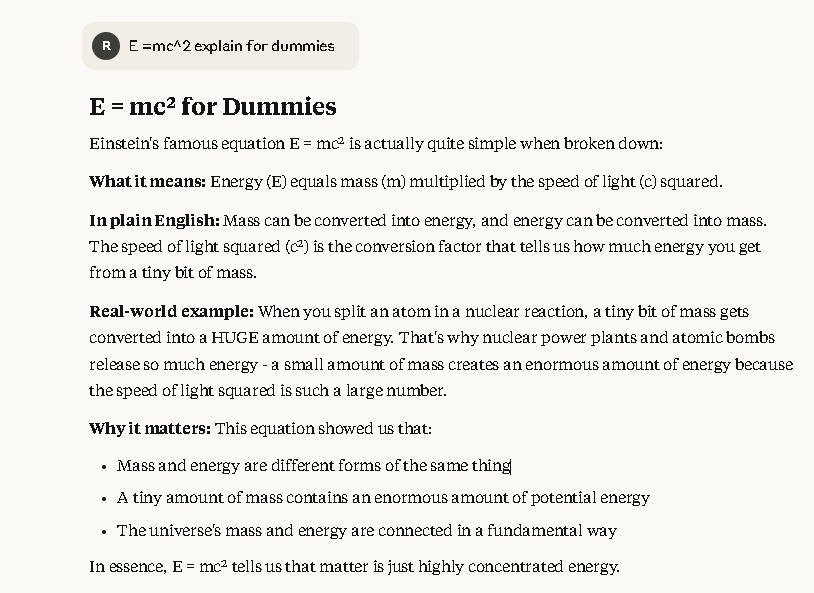 R E =mc^2 explain for dummies
E = mc² for Dummies
Einstein's famous equation E = mc² is actually quite simple when broken down:
What it means: Energy (E) equals mass (m) multiplied by the speed of light (c) squared.
In plain English: Mass can be converted into energy, and energy can be converted into mass.
The speed of light squared (c²) is the conversion factor that tells us how much energy you get
from a tiny bit of mass.
Real-world example: When you split an atom in a nuclear reaction, a tiny bit of mass gets
converted into a HUGE amount of energy. That's why nuclear power plants and atomic bombs
release so much energy - a small amount of mass creates an enormous amount of energy because
the speed of light squared is such a large number.
Why it matters: This equation showed us that:
• Mass and energy are different forms of the same thing
• A tiny amount of mass contains an enormous amount of potential energy
• The universe's mass and energy are connected in a fundamental way
In essence, E = mc² tells us that matter is just highly concentrated energy.